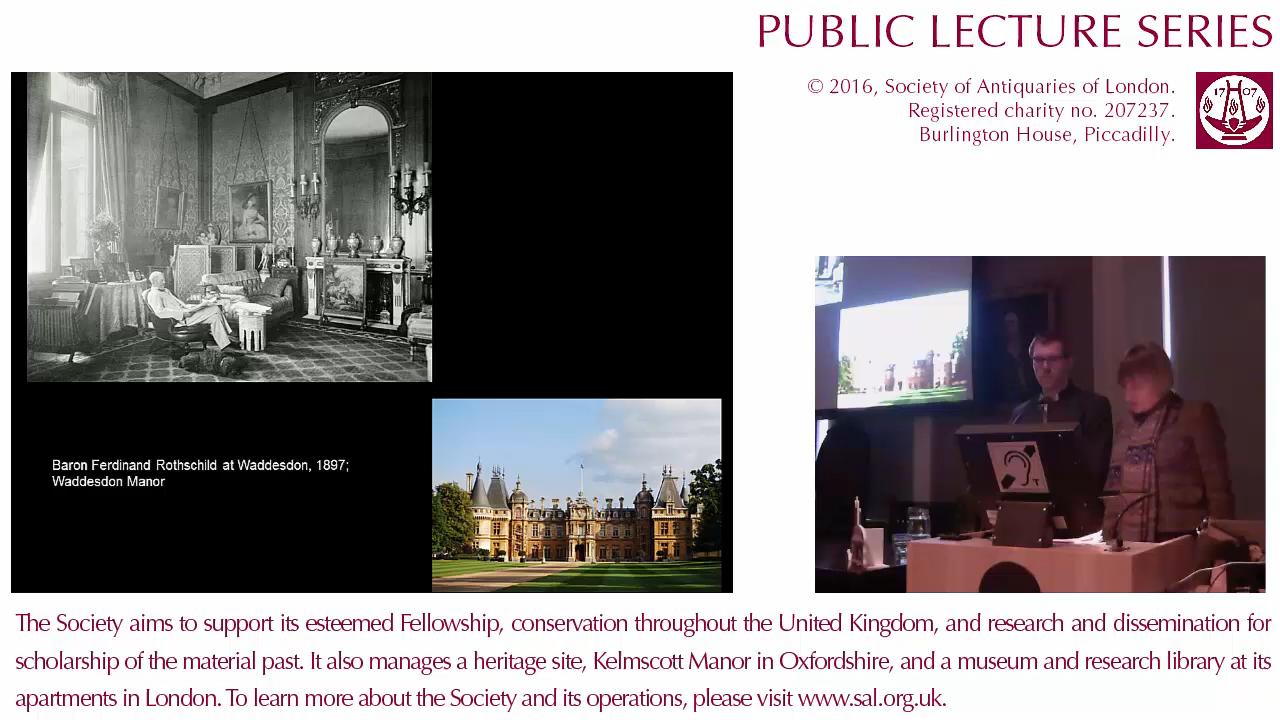 PUBLIC LECTURE SERIES
© 2016, Society of Antiquaries of London.
Registered charity no. 207237.
Burlington House, Piccadilly.
17 07
Baron Ferdinand Rothschild at Waddesdon, 1897;
Waddesdon Manor
T
The Society aims to support its esteemed Fellowship, conservation throughout the United Kingdom, and research and dissemination for
scholarship of the material past. It also manages a heritage site, Kelmscott Manor in Oxfordshire, and a museum and research library at its
apartments in London. To learn more about the Society and its operations, please visit www.sal.org.uk.